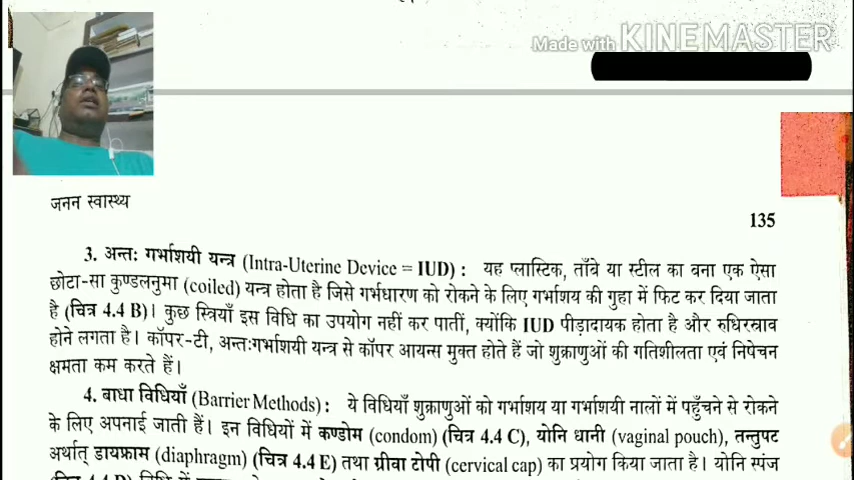 Made with KINEMASTER
जनन स्वास्थ्य
135
3. अन्तः गर्भाशयी यन्त्र (Intra-Uterine Device = IUD) : यह प्लास्टिक, ताँबे या स्टील का बना एक ऐसा
छोटा-सा कुण्डलनुमा (coiled) यन्त्र होता है जिसे गर्भधारण को रोकने के लिए गर्भाशय की गुहा में फिट कर दिया जाता
है (चित्र 4.4 B)। कुछ स्त्रियाँ इस विधि का उपयोग नहीं कर पातीं, क्योंकि IUD पीड़ादायक होता है और रुधिरस्राव
होने लगता है। कॉपर-टी, अन्तःगर्भाशयी यन्त्र से कॉपर आयन्स मुक्त होते हैं जो शुक्राणुओं की गतिशीलता एवं निषेचन
क्षमता कम करते हैं।
4. बाधा विधियाँ (Barrier Methods) : ये विधियाँ शुक्राणुओं को गर्भाशय या गर्भाशयी नालों में पहुँचने से रोकने
के लिए अपनाई जाती हैं। इन विधियों में कण्डोम (condom) (चित्र 4.4 C), योनि धानी (vaginal pouch), तन्तुपट
अर्थात् डायफ्राम (diaphragm) (चित्र 4.4 E) तथा ग्रीवा टोपी (cervical cap) का प्रयोग किया जाता है। योनि स्पंज